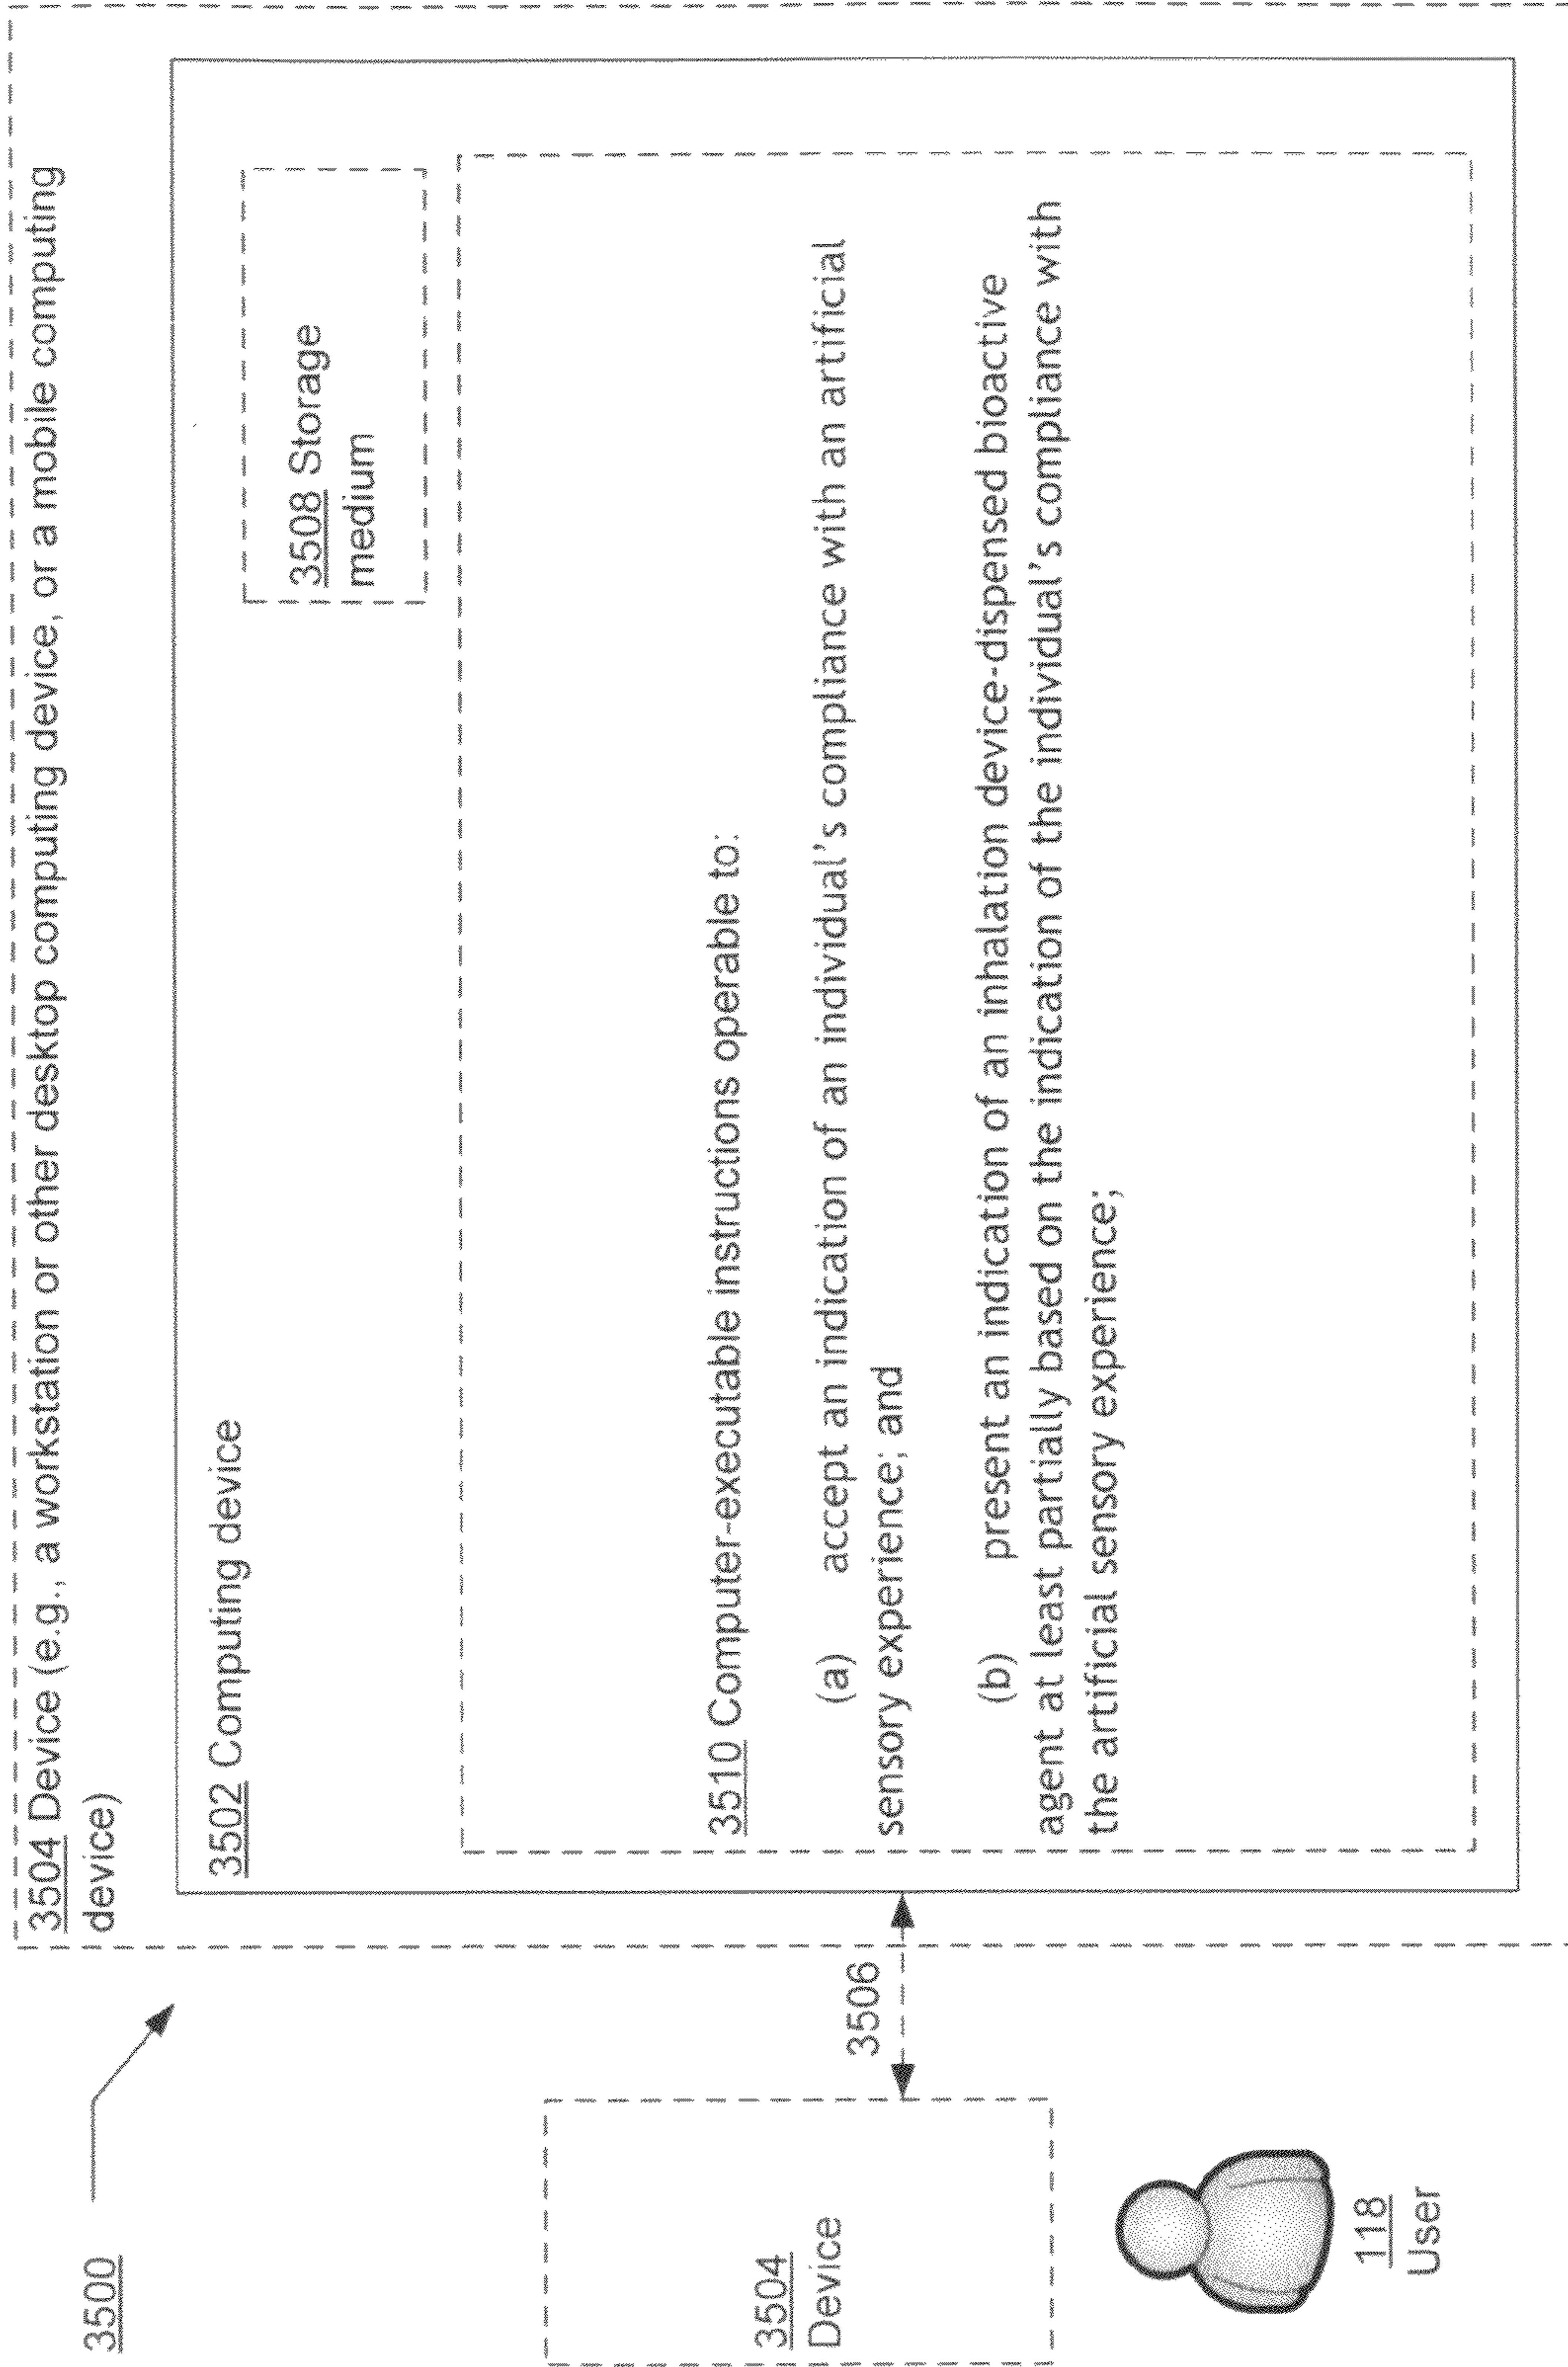 3500
3504 Device (e.g., a workstation or other desktop computing device, or a mobile computing
device)
3502 Computing device
3508 Storage
medium
3510 Computer-executable instructions operable to:
(a) accept an indication of an individual's compliance with an artificial
sensory experience; and
(b) present an indication of an inhalation device-dispensed bioactive
agent at least partially based on the indication of the individual's compliance with
the artificial sensory experience;
3506
3504
Device
118
User